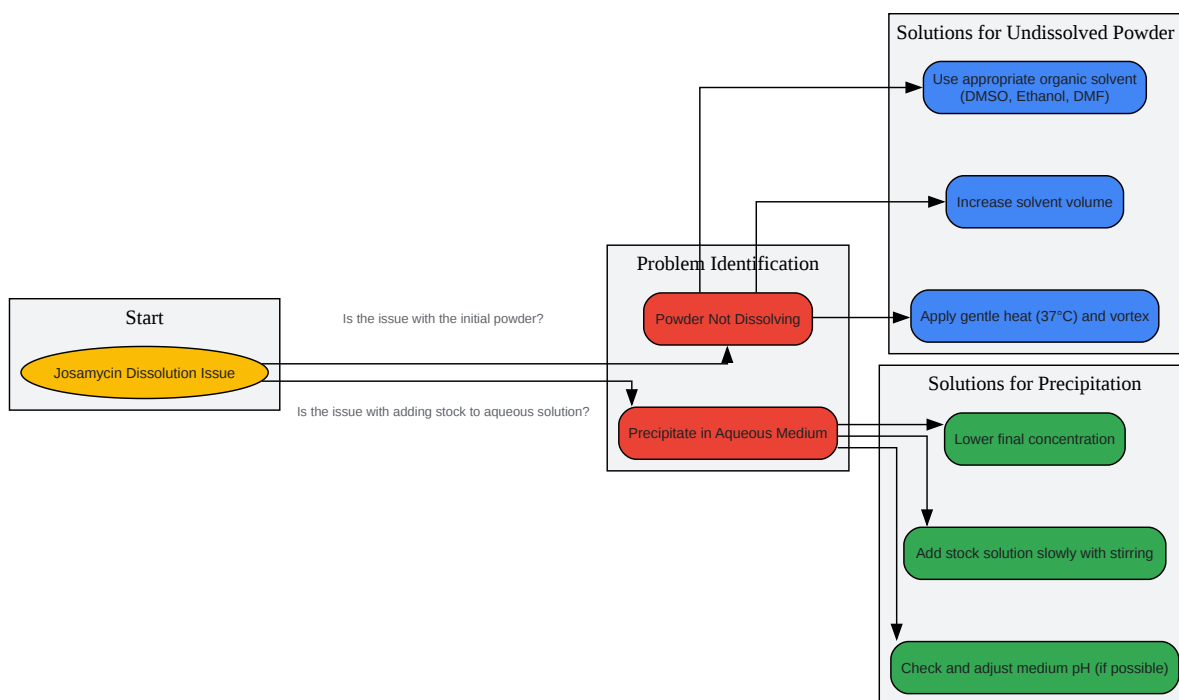 Start
Josamycin Dissolution Issue
Is the issue with the initial powder?
Is the issue with adding stock to aqueous solution?
Problem Identification
Powder Not Dissolving
Precipitate in Aqueous Medium
Solutions for Undissolved Powder
Use appropriate organic solvent
(DMSO, Ethanol, DMF)
Increase solvent volume
Apply gentle heat (37°C) and vortex
Solutions for Precipitation
Lower final concentration
Add stock solution slowly with stirring
Check and adjust medium pH (if possible)